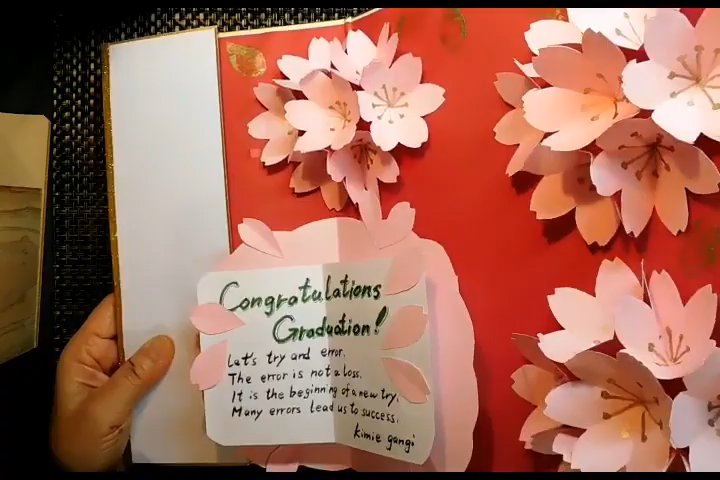 Congratulations
Graduation!
Let's try and error.
The error is not a loss.
It is the beginning of a new try.
Many errors lead us to success.
kimie gangi